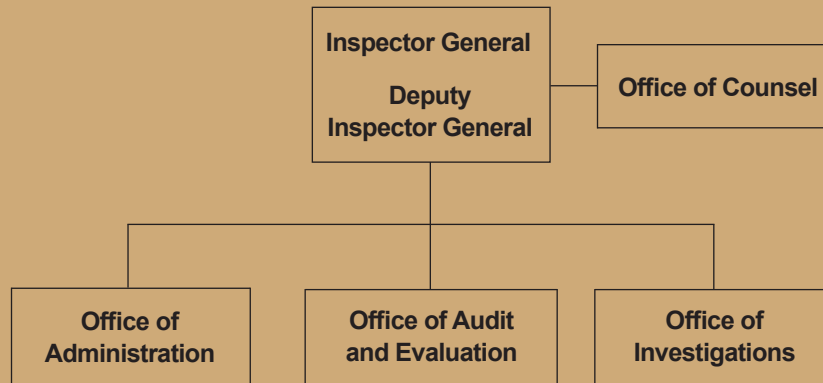 Inspector General
Deputy
Inspector General
Office of Counsel
Office of
Administration
Office of Audit
and Evaluation
Office of
Investigations